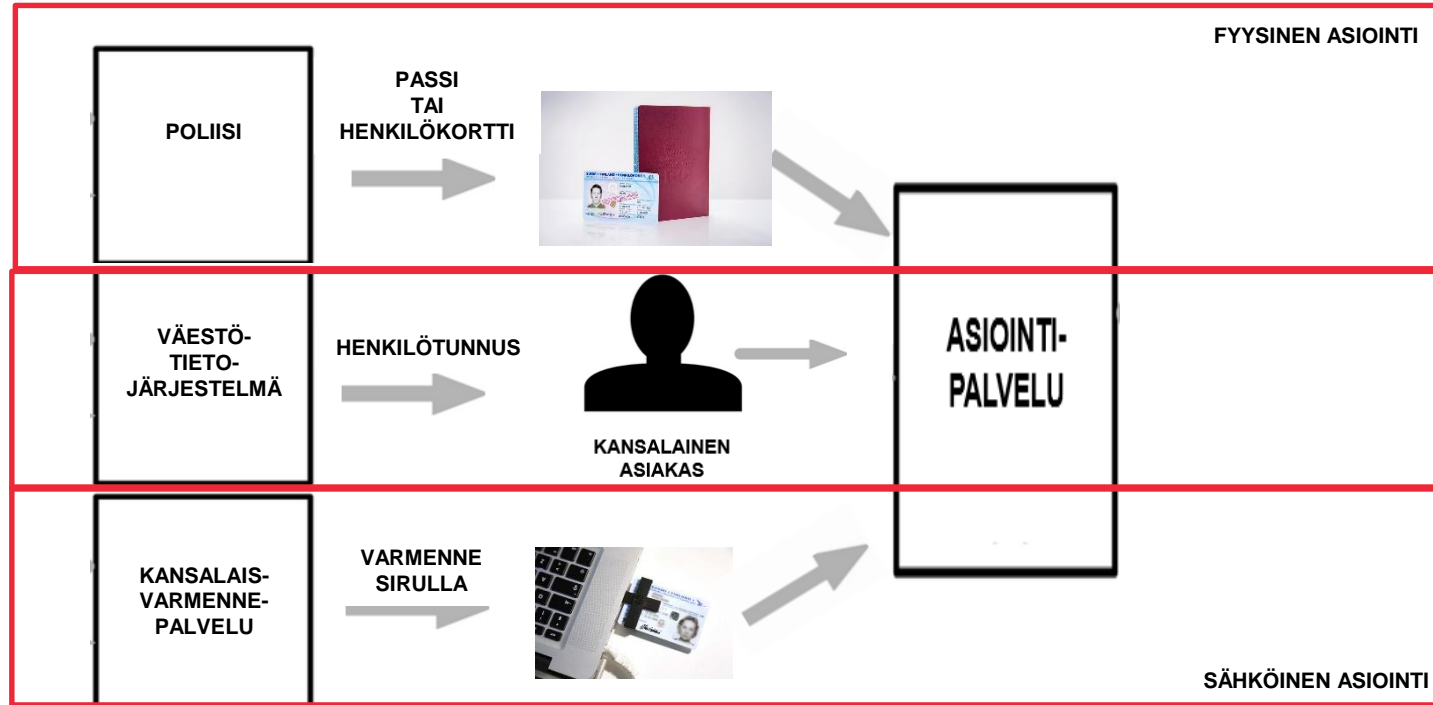 FYYSINEN ASIOINTI
PASSI
TAI
HENKILÖKORTTI
POLIISI
VÄESTÖ-
TIETO-
JÄRJESTELMÄ
HENKILÖTUNNUS
KANSALAINEN
ASIAKAS
ASIOINTI-
PALVELU
KANSALAIS-
VARMENNE-
PALVELU
VARMENNE
SIRULLA
SÄHKÖINEN ASIOINTI